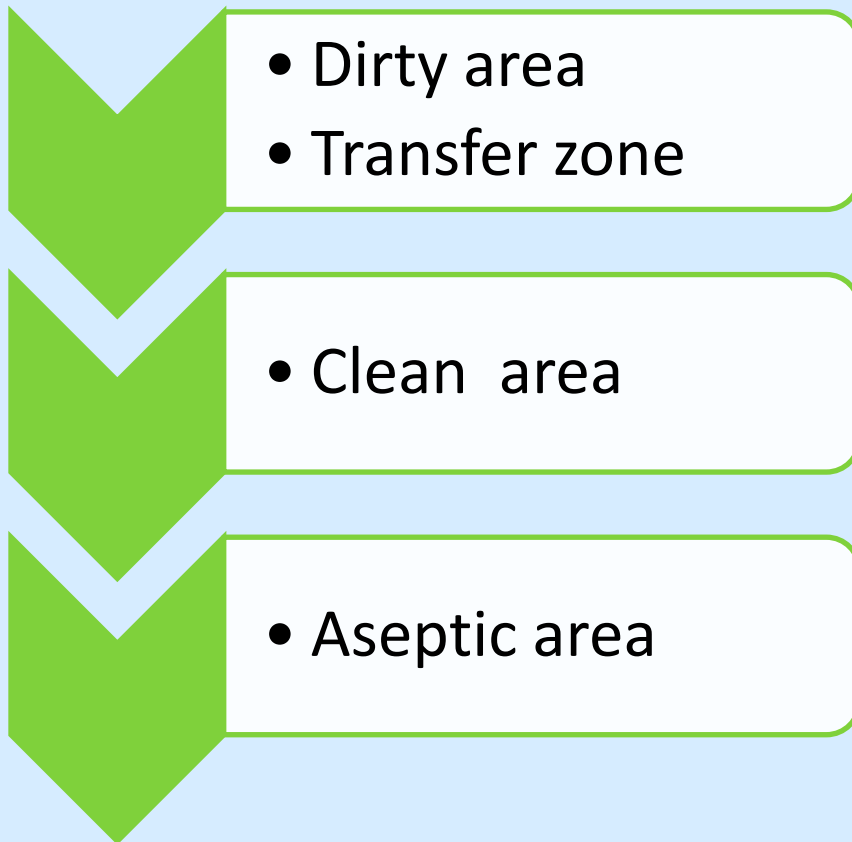 • Dirty area
• Transfer zone
• Clean  area
• Aseptic area